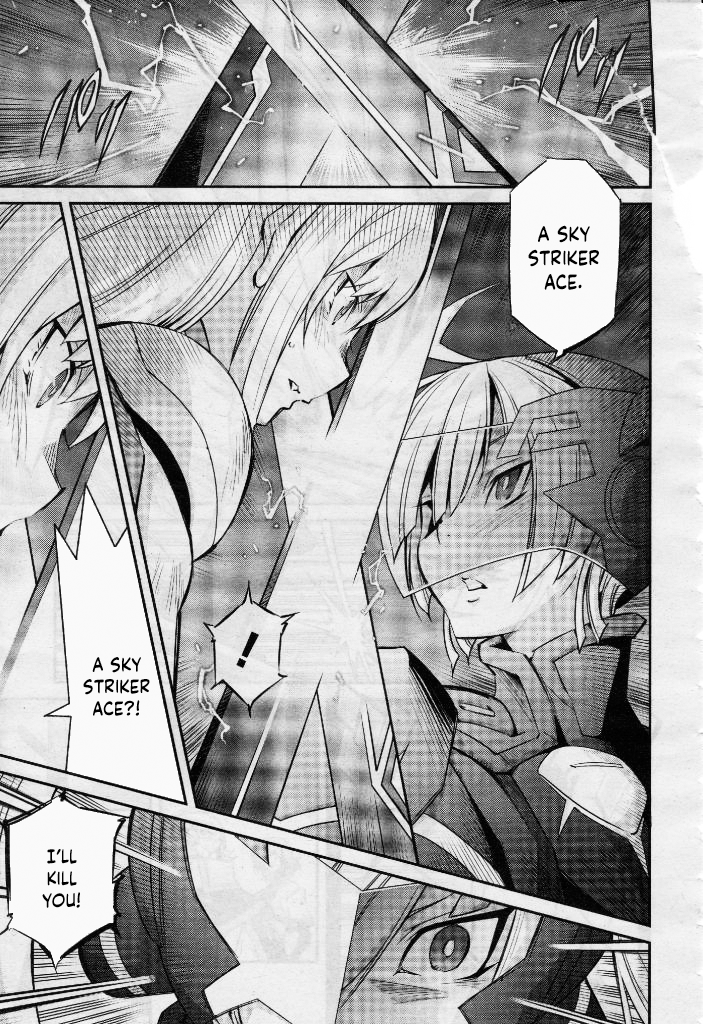 A SKY
STRIKER
ACE.
!
A SKY
STRIKER
ACE?!
I'LL
KILL
YOU!